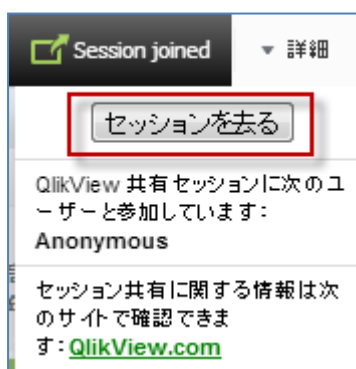 Session joined ▼ 詳細
セッションを去る
QlikView 共有セッションに次のユ
ーザーと参加しています:
Anonymous
セッション共有に関する情報は次
のサイトで確認できま
す:QlikView.com